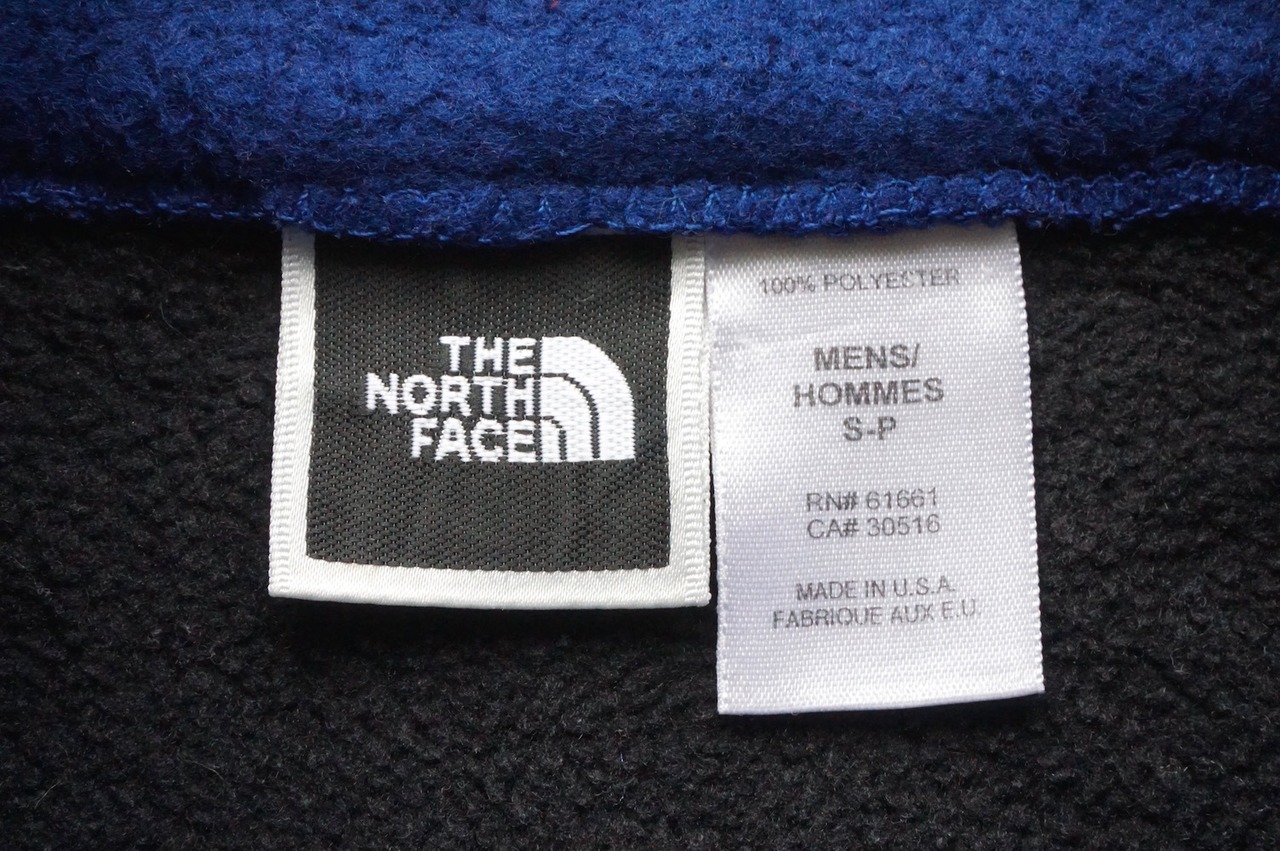 THE
NORTH
FACE
100% POLYESTER
MENS/
HOMMES
S-P
RN# 61661
CA# 30516
MADE IN U.S.A.
FABRIQUE AUX E.U.